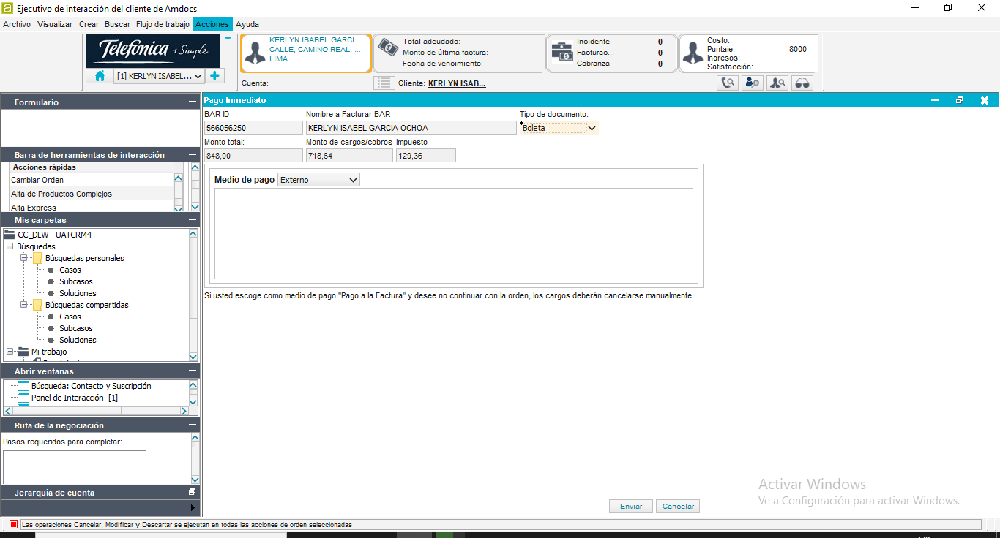 Ejecutivo de interacción del cliente de Amdocs
Archivo Visualizar Crear Buscar Flujo de trabajo Acciones Ayuda
Telefónica +Simple
[1] KERLYN ISABEL...
KERLYN ISABEL GARCI...
CALLE, CAMINO REAL, ...
LIMA
Total adeudado:
Monto de última factura:
Fecha de vencimiento:
Incidente 0
Facturac... 0
Cobranza 0
Costo:
Puntaie: 8000
Inoresos:
Satisfacción:
Cuenta:
Cliente: KERLYN ISAB...
Formulario
Barra de herramientas de interacción
Acciones rápidas
Cambiar Orden
Alta de Productos Complejos
Alta Express
Mis carpetas
CC_DLW - UATCRM4
Búsquedas
Búsquedas personales
Casos
Subcasos
Soluciones
Búsquedas compartidas
Casos
Subcasos
Soluciones
Mi trabajo
Abrir ventanas
Búsqueda: Contacto y Suscripción
Panel de Interacción [1]
Ruta de la negociación
Pasos requeridos para completar:
Jerarquía de cuenta
Pago Inmediato
BAR ID Nombre a Facturar BAR Tipo de documento:
566056250 KERLYN ISABEL GARCIA OCHOA *Boleta
Monto total: Monto de cargos/cobros Impuesto
848,00 718,64 129,36
Medio de pago Externo
Si usted escoge como medio de pago "Pago a la Factura" y desee no continuar con la orden, los cargos deberán cancelarse manualmente
Activar Windows
Ve a Configuración para activar Windows.
Enviar Cancelar
Las operaciones Cancelar, Modificar y Descartar se ejecutan en todas las acciones de orden seleccionadas